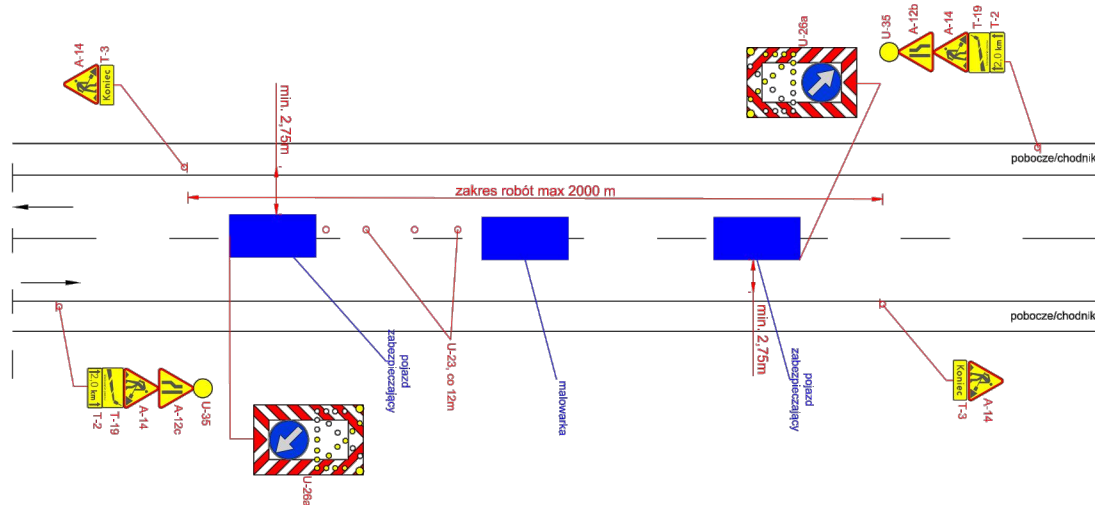 A-14
T-3
Koniec
min. 2,75m
U-26a
U-35
A-12b
A-14
T-19
T-2
2.0 km
pobocze/chodnik
zakres robót max 2000 m
pobocze/chodnik
min. 2,75m
U-23, co 12m
pojazd
zabezpieczający
malowarka
pojazd
zabezpieczający
2.0 km
T-2
T-19
A-14
A-12c
U-35
U-26a
Koniec
T-3
A-14